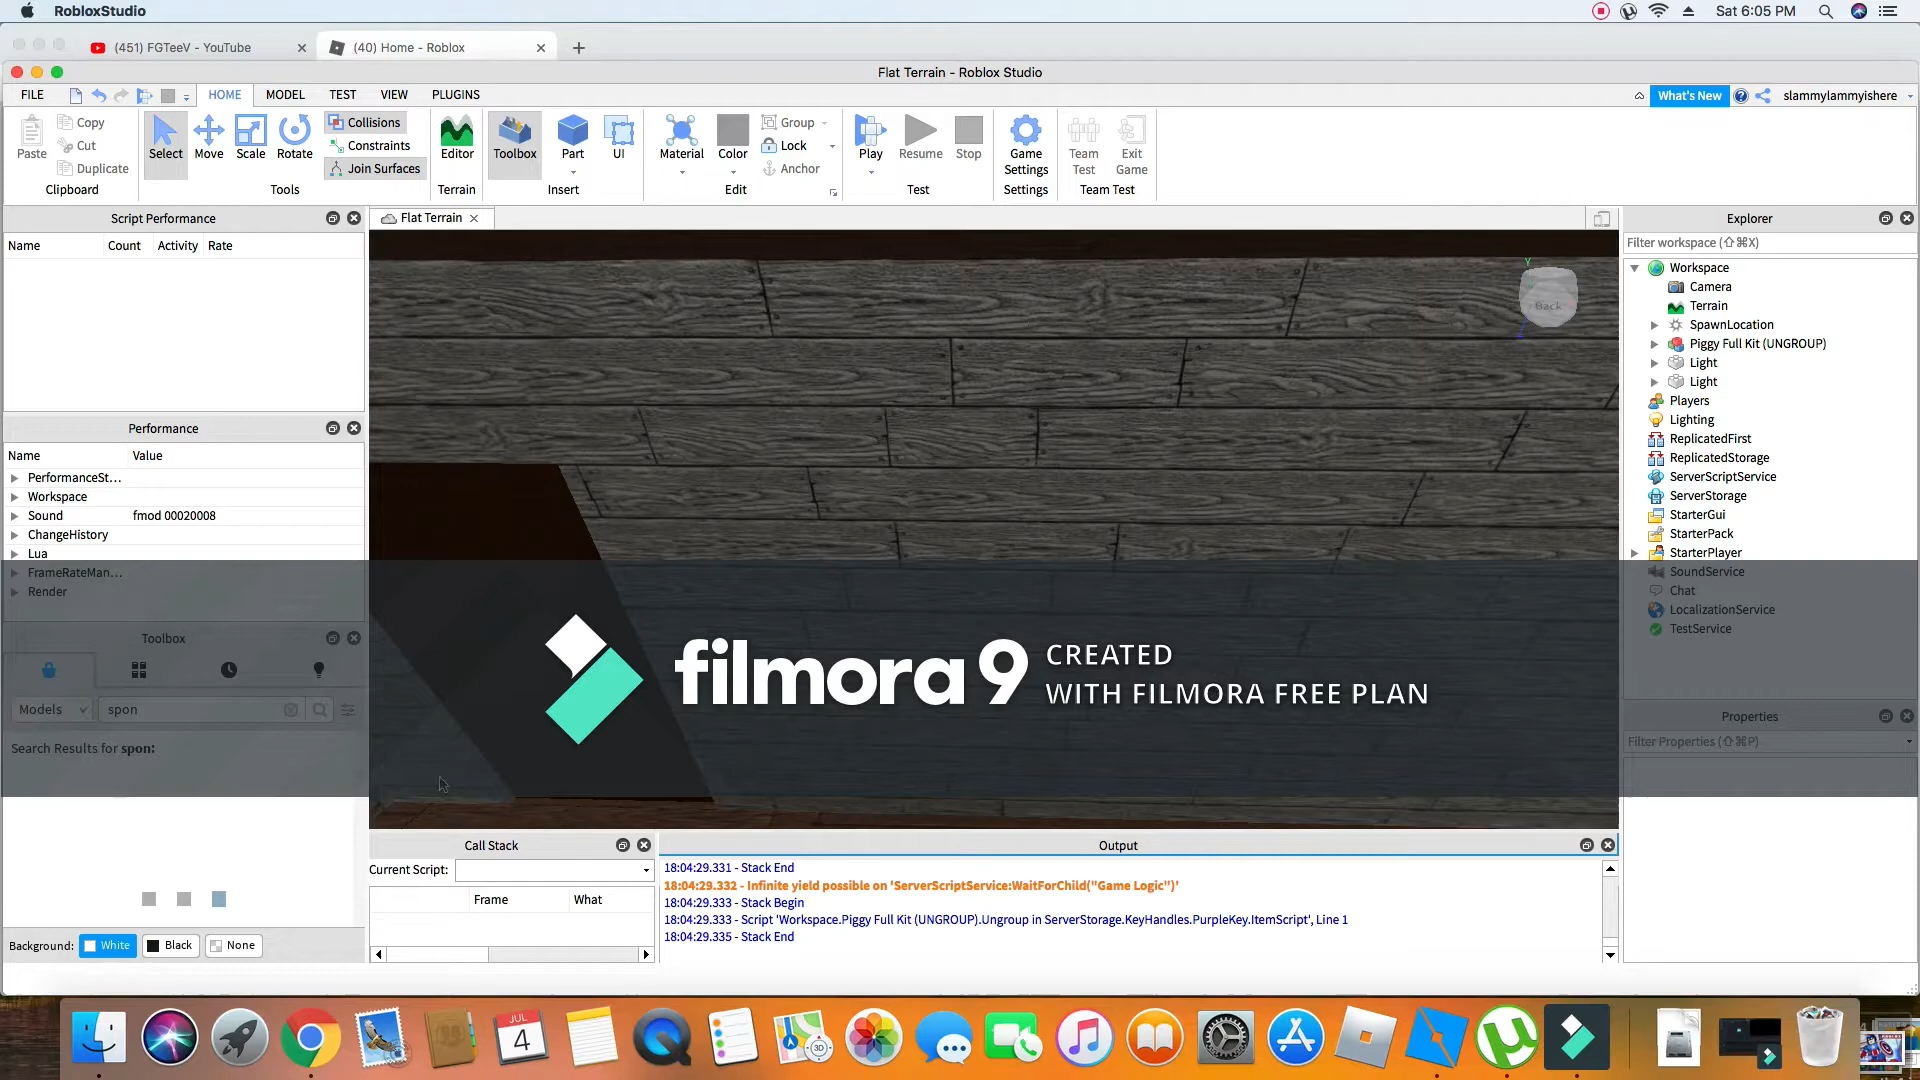 RobloxStudio
Sat 6:05 PM
(451) FGTeeV - YouTube
(40) Home - Roblox
Flat Terrain - Roblox Studio
FILE
HOME
MODEL
TEST
VIEW
PLUGINS
What's New
slammylammyishere
Paste
Copy
Cut
Duplicate
Clipboard
Select
Move
Scale
Rotate
Tools
Collisions
Constraints
Join Surfaces
Editor
Terrain
Toolbox
Part
UI
Insert
Material
Color
Group
Lock
Anchor
Edit
Play
Resume
Stop
Test
Game Settings
Settings
Team Test
Exit Game
Team Test
Script Performance
Name Count Activity Rate
Performance
Name Value
PerformanceSt...
Workspace
Sound fmod 00020008
ChangeHistory
Lua
FrameRateMan...
Render
Toolbox
Models
spon
Search Results for spon:
Background: White Black None
Flat Terrain
Y
Back
filmora 9
CREATED
WITH FILMORA FREE PLAN
Call Stack
Current Script:
Frame What
Output
18:04:29.331 - Stack End
18:04:29.332 - Infinite yield possible on 'ServerScriptService:WaitForChild("Game Logic")'
18:04:29.333 - Stack Begin
18:04:29.333 - Script 'Workspace.Piggy Full Kit (UNGROUP).Ungroup in ServerStorage.KeyHandles.PurpleKey.ItemScript', Line 1
18:04:29.335 - Stack End
Explorer
Filter workspace (⇧⌘X)
Workspace
Camera
Terrain
SpawnLocation
Piggy Full Kit (UNGROUP)
Light
Light
Players
Lighting
ReplicatedFirst
ReplicatedStorage
ServerScriptService
ServerStorage
StarterGui
StarterPack
StarterPlayer
SoundService
Chat
LocalizationService
TestService
Properties
Filter Properties (⇧⌘P)
JUL
4
3D